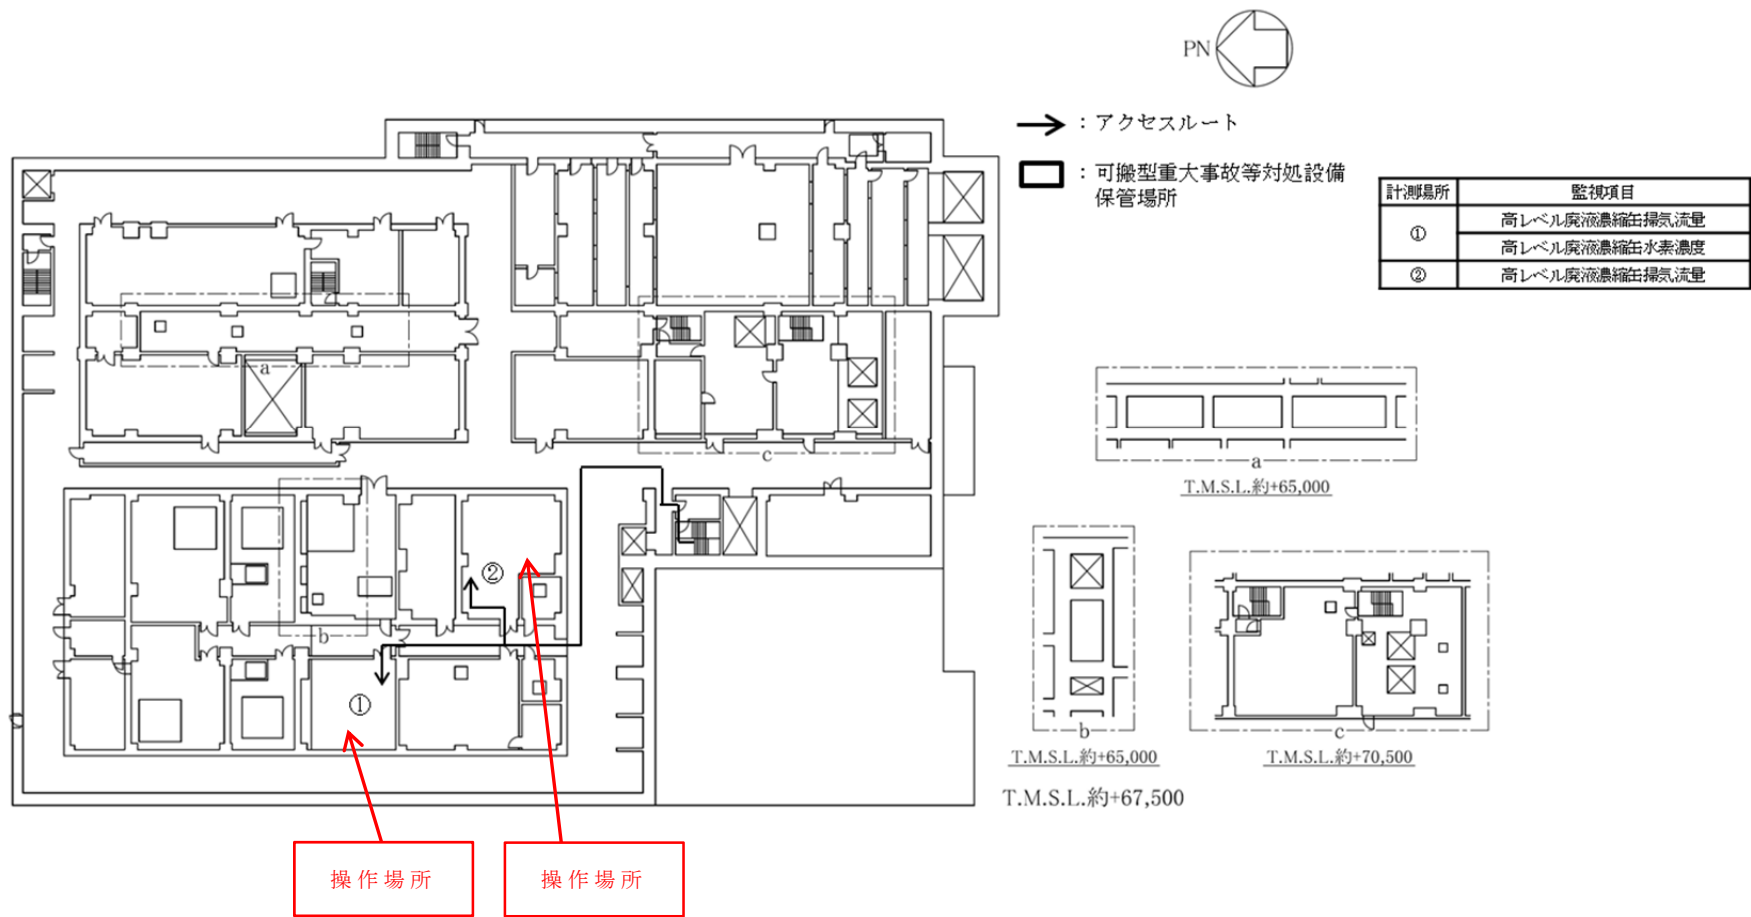 PN
：アクセスルート
：可搬型重大事故等対処設備
保管場所
計測場所 監視項目
① 高レベル廃液濃縮缶掃気流量
高レベル廃液濃縮缶水素濃度
② 高レベル廃液濃縮缶掃気流量
a
c
a
T.M.S.L.約+65,000
②
b
①
b
T.M.S.L.約+65,000
c
T.M.S.L.約+70,500
T.M.S.L.約+67,500
操作場所
操作場所